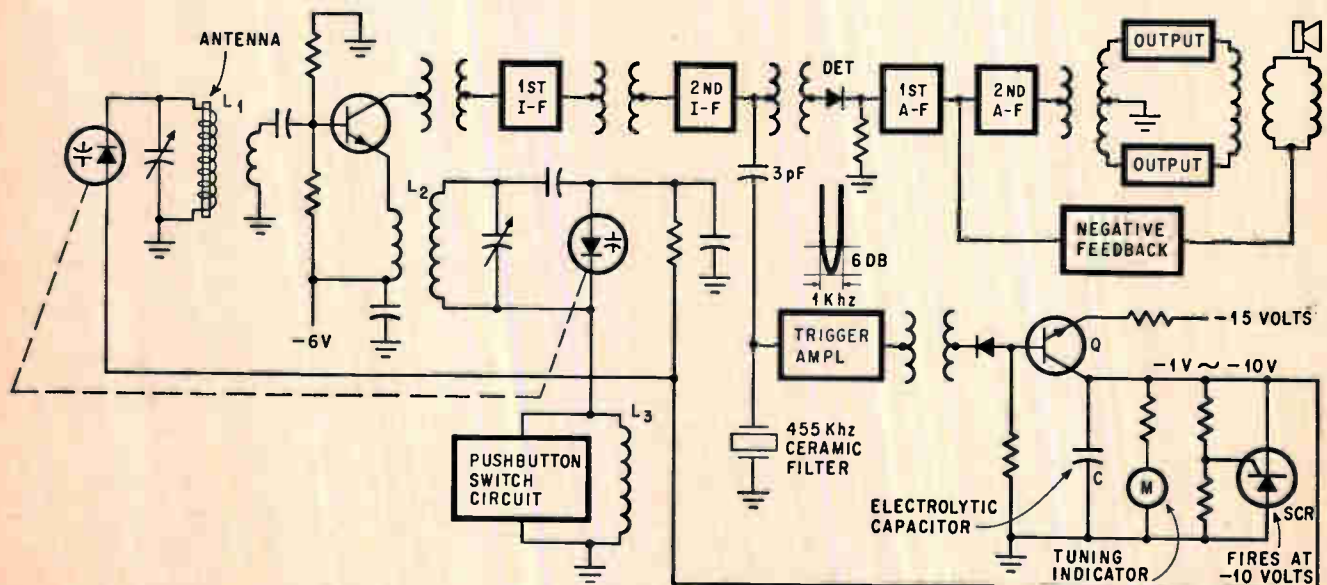 ANTENNA
L1
-6V
L2
L3
PUSHBUTTON
SWITCH
CIRCUIT
1ST
I-F
2ND
I-F
3 pF
DET
1ST
A-F
2ND
A-F
OUTPUT
OUTPUT
NEGATIVE
FEEDBACK
6 DB
1 Khz
TRIGGER
AMPL
455 Khz
CERAMIC
FILTER
Q
-15 VOLTS
-1V ~ -10V
ELECTROLYTIC
CAPACITOR
C
M
TUNING
INDICATOR
SCR
FIRES AT
-10 VOLTS